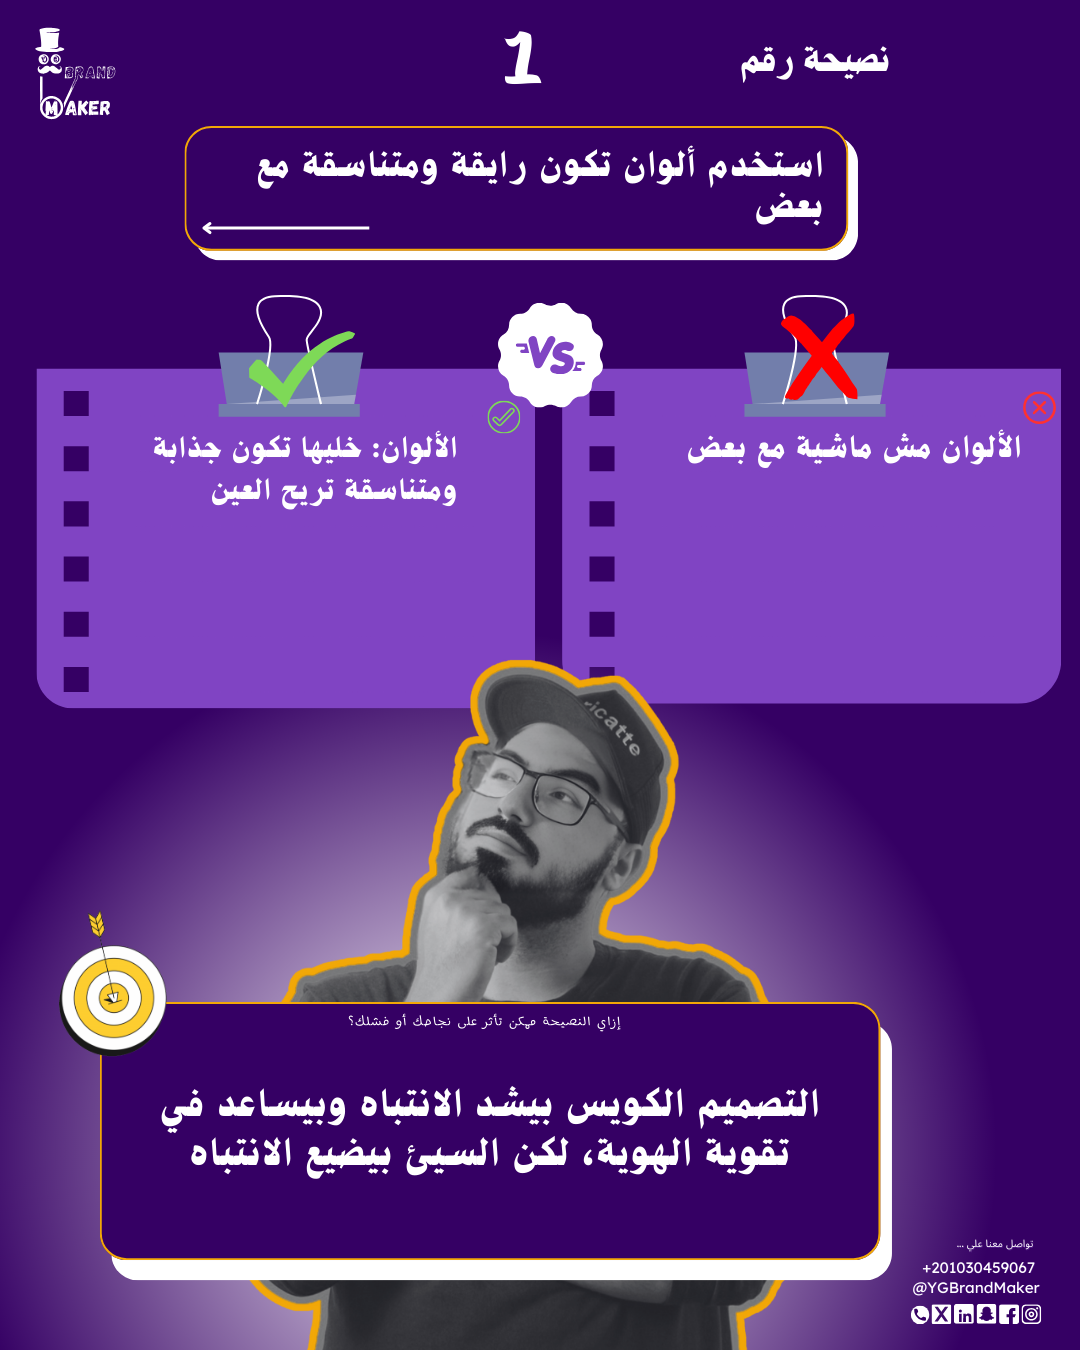 BRAND
MAKER
نصيحة رقم
1
استخدم ألوان تكون رايقة ومتناسقة مع
بعض
VS
الألوان مش ماشية مع بعض
الألوان: خليها تكون جذابة
ومتناسقة تريح العين
icatte
إزاي النصيحة ممكن تأثر على نجاحك أو فشلك؟
التصميم الكويس بيشد الانتباه وبيساعد في
تقوية الهوية، لكن السيئ بيضيع الانتباه
تواصل معنا علي ...
+201030459067
@YGBrandMaker